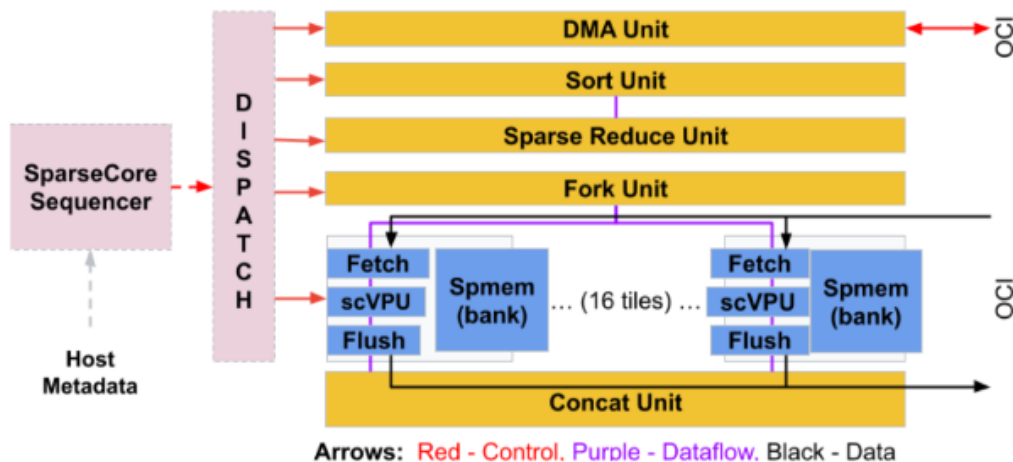 DMA Unit
OCI
Sort Unit
DISPATCH
Sparse Reduce Unit
SparseCore
Sequencer
Fork Unit
Fetch
scVPU
Flush
Spmem
(bank)
... (16 tiles) ...
Fetch
scVPU
Flush
Spmem
(bank)
OCI
Host
Metadata
Concat Unit
Arrows: Red - Control, Purple - Dataflow, Black - Data